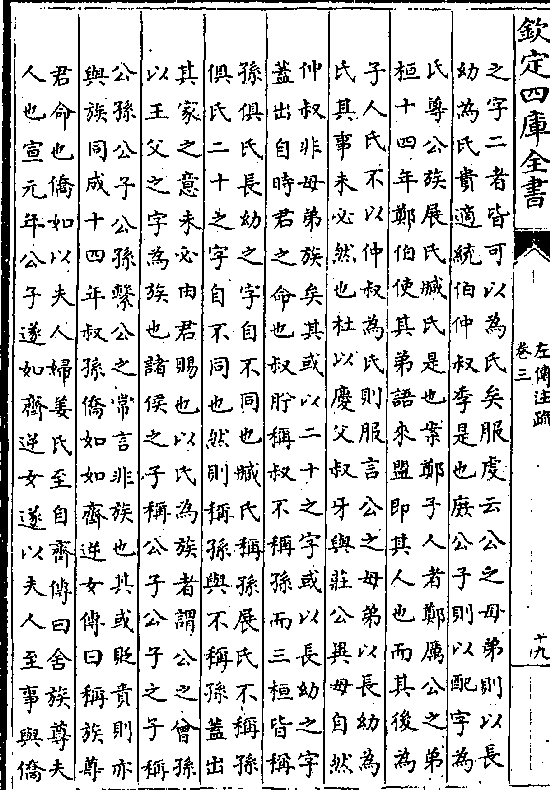 欽定四庫全書
左傳注疏
卷三
十九
之字二者皆可以為氏矣服虔云公之母弟則以長
幼為氏貴適統伯仲叔季是也庶公子則以配字為
氏尊公族展氏臧氏是也案鄭子人者鄭厲公之弟
桓十四年鄭伯使其弟語來盟即其人也而其後為
子人氏不以仲叔為氏則服言公之母弟以長幼為
氏其事未必然也杜以慶父叔牙與莊公異母自然
仲叔非母弟族矣其或以二十之字或以長幼之字
蓋出自時君之命也叔肸稱叔不稱孫而三桓皆稱
孫俱氏長幼之字自不同也臧氏稱孫展氏不稱孫
俱氏二十之字自不同也然則稱孫與不稱孫蓋出
其家之意未必由君賜也以氏為族者謂公之曾孫
以王父之字為族也諸侯之子稱公子公子之子稱
公孫公子公孫繫公之常言非族也其或貶責則亦
與族同成十四年叔孫僑如如齊逆女傳曰稱族尊
君命也僑如以夫人婦姜氏至自齊傳曰舍族尊夫
人也宣元年公子遂如齊逆女遂以夫人至事與僑